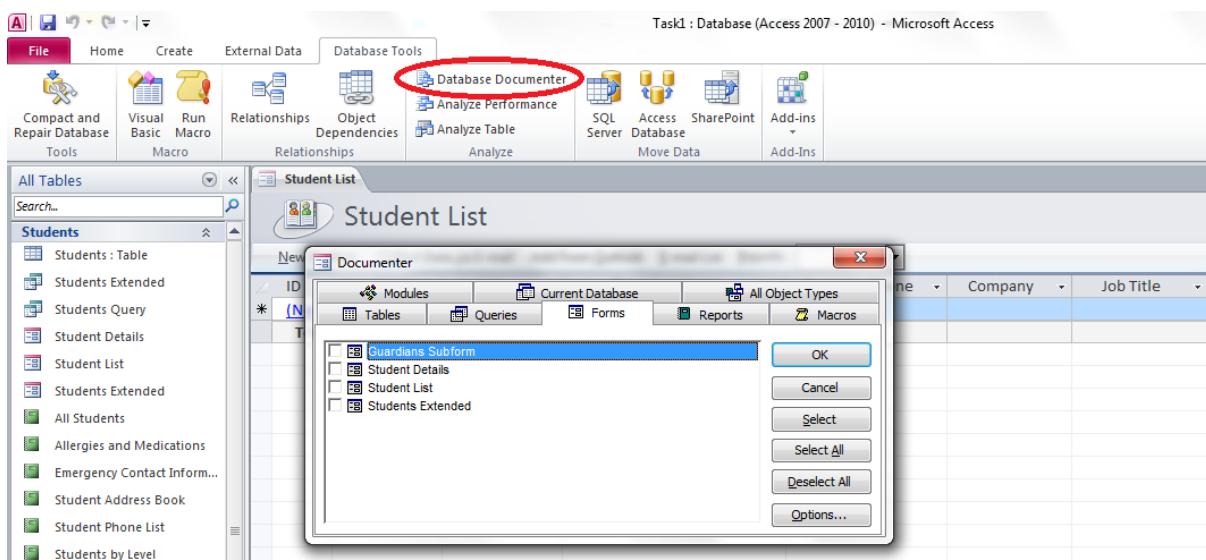 Task1 : Database (Access 2007 - 2010) - Microsoft Access
File Home Create External Data Database Tools
Compact and Repair Database
Visual Basic
Run Macro
Relationships
Object Dependencies
Database Documenter
Analyze Performance
Analyze Table
SQL Server
Access Database
SharePoint
Add-ins
Tools Macro Relationships Analyze Move Data Add-Ins
All Tables
Search...
Students
Students : Table
Students Extended
Students Query
Student Details
Student List
Students Extended
All Students
Allergies and Medications
Emergency Contact Inform...
Student Address Book
Student Phone List
Students by Level
Student List
Student List
New
ID
Company Job Title
Documenter
Modules Current Database All Object Types
Tables Queries Forms Reports Macros
Guardians Subform
Student Details
Student List
Students Extended
OK
Cancel
Select
Select All
Deselect All
Options...